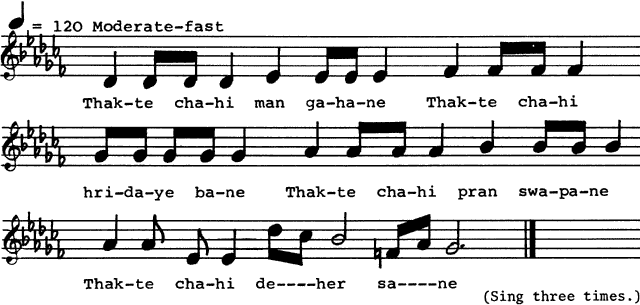 = 120 Moderate-fast
Thak-te cha-hi man ga-ha-ne Thak-te cha-hi
hri-da-ye ba-ne Thak-te cha-hi pran swa-pa-ne
Thak-te cha-hi de----her sa----ne
(Sing three times.)